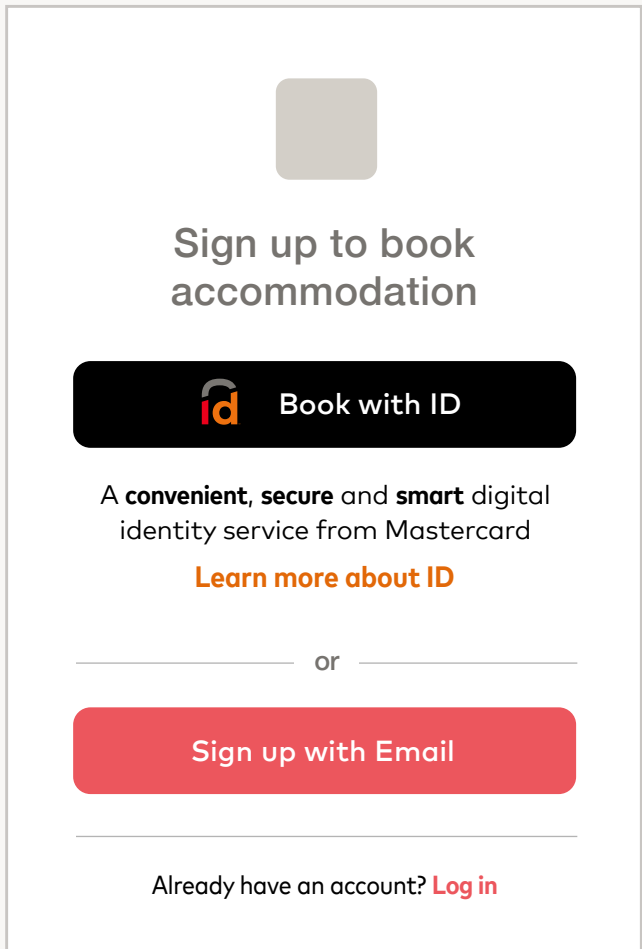 Sign up to book
accommodation
id Book with ID
A convenient, secure and smart digital
identity service from Mastercard
Learn more about ID
or
Sign up with Email
Already have an account? Log in